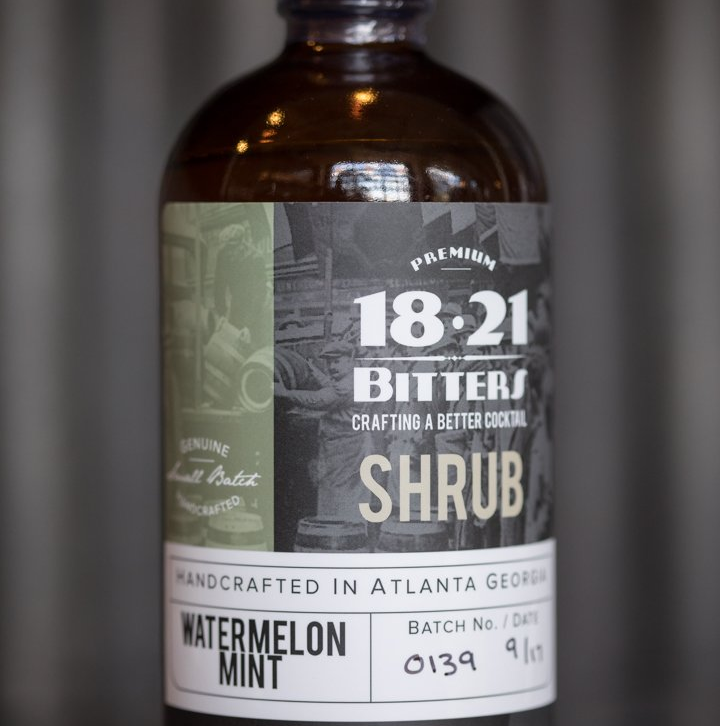 PREMIUM
18·21
BITTERS
CRAFTING A BETTER COCKTAIL
SHRUB
GENUINE
Small Batch
HANDCRAFTED
HANDCRAFTED IN ATLANTA GEORGIA
WATERMELON
MINT
BATCH No. / DATE
0139 9/17